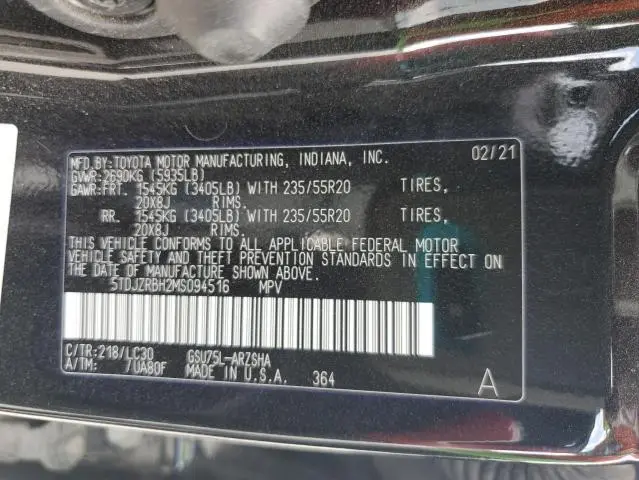 MFD.BY:TOYOTA MOTOR MANUFACTURING, INDIANA, INC. 02/21
GVWR:2690KG (5935LB)
GAWR:FRT. 1545KG (3405LB) WITH 235/55R20 TIRES,
20X8J RIMS.
RR. 1545KG (3405LB) WITH 235/55R20 TIRES,
20X8J RIMS.
THIS VEHICLE CONFORMS TO ALL APPLICABLE FEDERAL MOTOR
VEHICLE SAFETY AND THEFT PREVENTION STANDARDS IN EFFECT ON
THE DATE OF MANUFACTURE SHOWN ABOVE.
5TDJZRBH2MS094516 MPV
C/TR:218/LC30 GSU75L-ARZSHA
A/TM: 7UA80F MADE IN U.S.A. 364 A